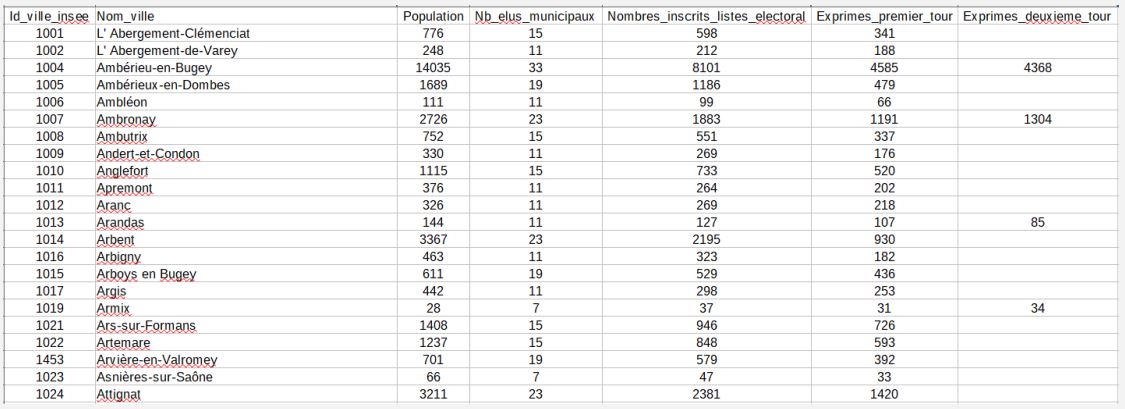 Id_ville_insee Nom_ville Population Nb_elus_municipaux Nombres_inscrits_listes_electoral Exprimes_premier_tour Exprimes_deuxieme_tour
1001 L' Abergement-Clémenciat 776 15 598 341
1002 L' Abergement-de-Varey 248 11 212 188
1004 Ambérieu-en-Bugey 14035 33 8101 4585 4368
1005 Ambérieux-en-Dombes 1689 19 1186 479
1006 Ambléon 111 11 99 66
1007 Ambronay 2726 23 1883 1191 1304
1008 Ambutrix 752 15 551 337
1009 Andert-et-Condon 330 11 269 176
1010 Anglefort 1115 15 733 520
1011 Apremont 376 11 264 202
1012 Aranc 326 11 269 218
1013 Arandas 144 11 127 107 85
1014 Arbent 3367 23 2195 930
1016 Arbigny 463 11 323 182
1015 Arboys en Bugey 611 19 529 436
1017 Argis 442 11 298 253
1019 Armix 28 7 37 31 34
1021 Ars-sur-Formans 1408 15 946 726
1022 Artemare 1237 15 848 593
1453 Arvière-en-Valromey 701 19 579 392
1023 Asnières-sur-Saône 66 7 47 33
1024 Attignat 3211 23 2381 1420